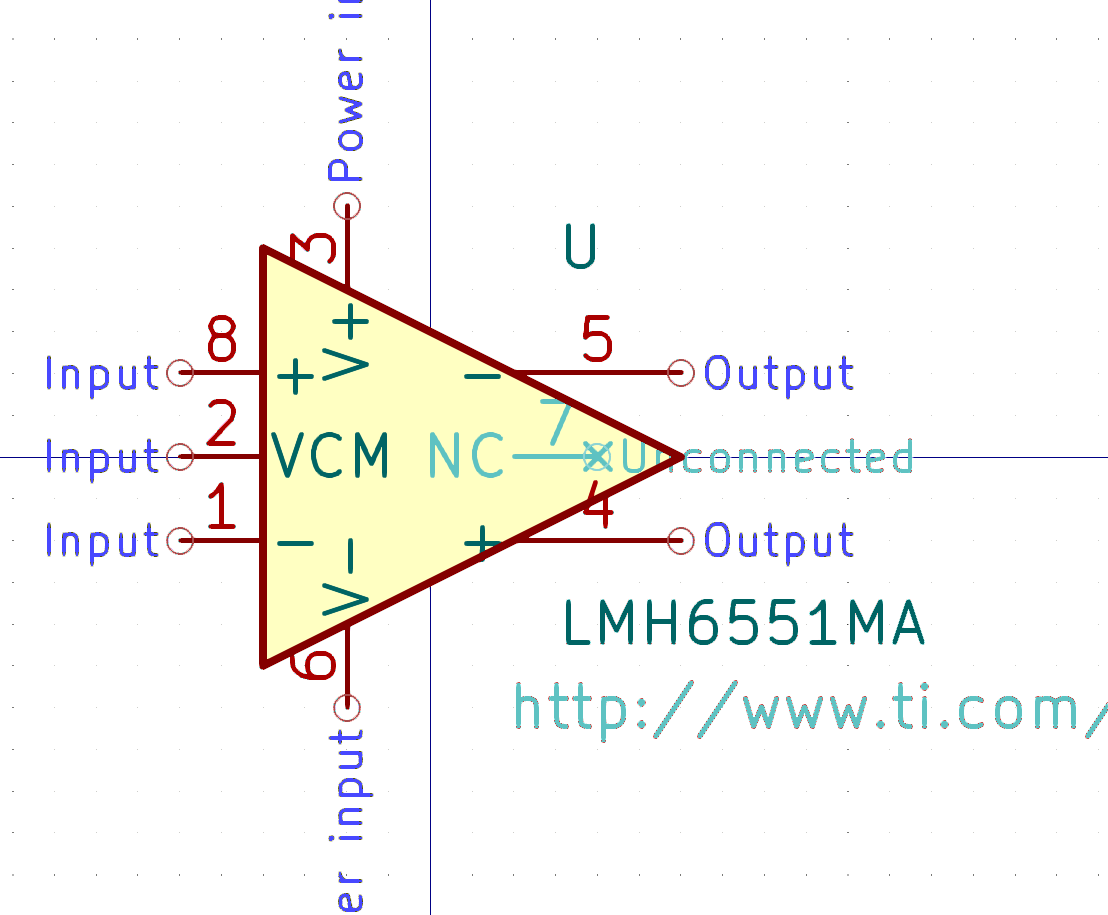 Power in
3
U
V+
8
5
Input
+
−
Output
7
2
Input
VCM
NC
Unconnected
1
4
Input
−
+
Output
V−
LMH6551MA
6
http://www.ti.com/
er input